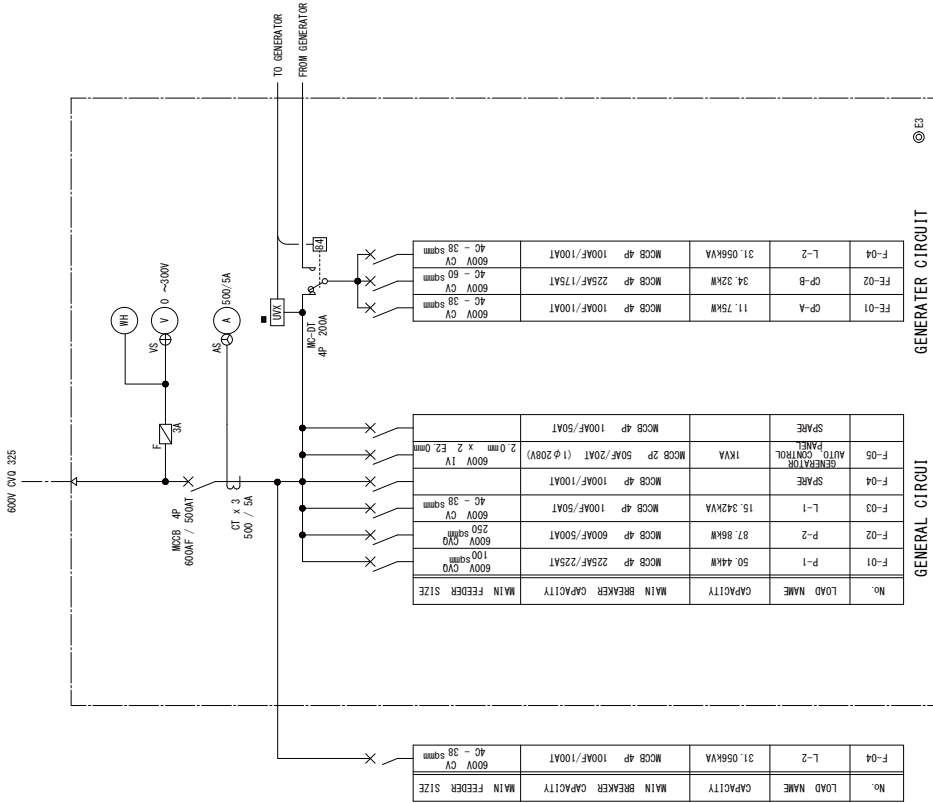 600V CVQ 325
TO GENERATOR
FROM GENERATOR
WH
V
0 ~300V
VS
A
500/5A
AS
F
3A
MCCB 4P
600AF / 500AT
CT x 3
500 / 5A
UVX
MC-DT
4P 200A
84
E3
F-04 L-2 31.056KVA MCCB 4P 100AF/100AT 600V CV
4C - 38 sqmm
FE-02 CP-B 34.32KW MCCB 4P 225AF/175AT 600V CV
4C - 60 sqmm
FE-01 CP-A 11.75KW MCCB 4P 100AF/100AT 600V CV
4C - 38 sqmm
GENERATER CIRCUIT
SPARE MCCB 4P 100AF/50AT
F-05 GENERATOR
AUTO. CONTROL
PANEL 1KVA MCCB 2P 50AF/20AT (1φ208V) 600V IV
2.0mm x 2 E2.0mm
F-04 SPARE MCCB 4P 100AF/100AT
F-03 L-1 15.342KVA MCCB 4P 100AF/50AT 600V CV
4C - 38 sqmm
F-02 P-2 87.86KW MCCB 4P 600AF/500AT 600V CVQ
250 sqmm
F-01 P-1 50.44KW MCCB 4P 225AF/225AT 600V CVQ
100 sqmm
No. LOAD NAME CAPACITY MAIN BREAKER CAPACITY MAIN FEEDER SIZE
GENERAL CIRCUI
F-04 L-2 31.056KVA MCCB 4P 100AF/100AT 600V CV
4C - 38 sqmm
No. LOAD NAME CAPACITY MAIN BREAKER CAPACITY MAIN FEEDER SIZE